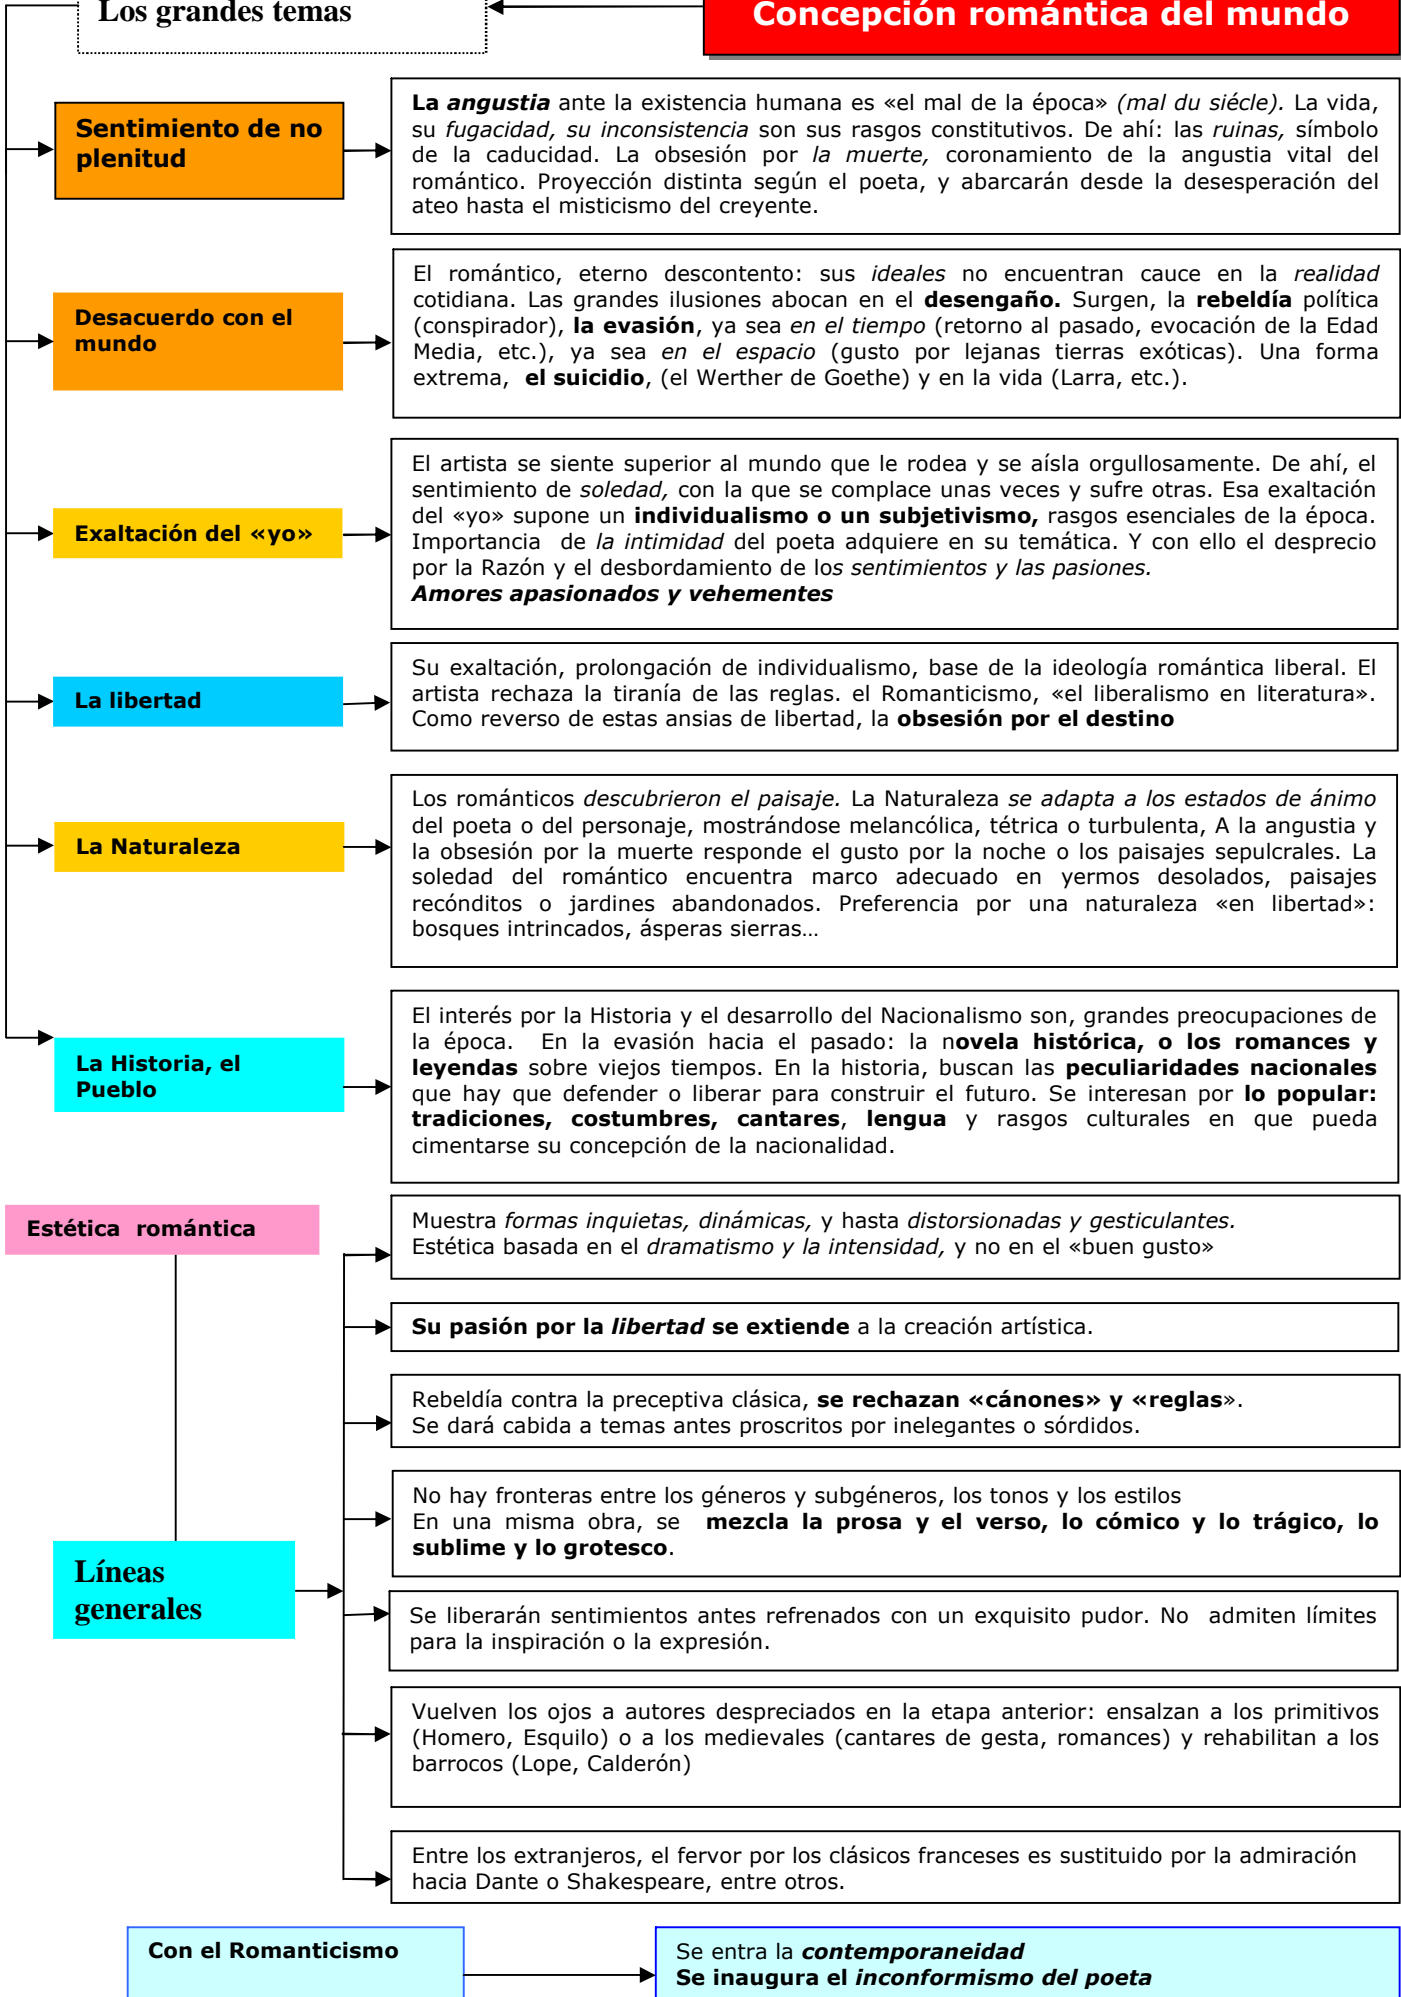 Los grandes temas
Concepción romántica del mundo
Sentimiento de no
plenitud
La angustia ante la existencia humana es «el mal de la época» (mal du siécle). La vida,
su fugacidad, su inconsistencia son sus rasgos constitutivos. De ahí: las ruinas, símbolo
de la caducidad. La obsesión por la muerte, coronamiento de la angustia vital del
romántico. Proyección distinta según el poeta, y abarcarán desde la desesperación del
ateo hasta el misticismo del creyente.
Desacuerdo con el
mundo
El romántico, eterno descontento: sus ideales no encuentran cauce en la realidad
cotidiana. Las grandes ilusiones abocan en el desengaño. Surgen, la rebeldía política
(conspirador), la evasión, ya sea en el tiempo (retorno al pasado, evocación de la Edad
Media, etc.), ya sea en el espacio (gusto por lejanas tierras exóticas). Una forma
extrema, el suicidio, (el Werther de Goethe) y en la vida (Larra, etc.).
Exaltación del «yo»
El artista se siente superior al mundo que le rodea y se aísla orgullosamente. De ahí, el
sentimiento de soledad, con la que se complace unas veces y sufre otras. Esa exaltación
del «yo» supone un individualismo o un subjetivismo, rasgos esenciales de la época.
Importancia de la intimidad del poeta adquiere en su temática. Y con ello el desprecio
por la Razón y el desbordamiento de los sentimientos y las pasiones.
Amores apasionados y vehementes
La libertad
Su exaltación, prolongación de individualismo, base de la ideología romántica liberal. El
artista rechaza la tiranía de las reglas. el Romanticismo, «el liberalismo en literatura».
Como reverso de estas ansias de libertad, la obsesión por el destino
La Naturaleza
Los románticos descubrieron el paisaje. La Naturaleza se adapta a los estados de ánimo
del poeta o del personaje, mostrándose melancólica, tétrica o turbulenta, A la angustia y
la obsesión por la muerte responde el gusto por la noche o los paisajes sepulcrales. La
soledad del romántico encuentra marco adecuado en yermos desolados, paisajes
recónditos o jardines abandonados. Preferencia por una naturaleza «en libertad»:
bosques intrincados, ásperas sierras…
La Historia, el
Pueblo
El interés por la Historia y el desarrollo del Nacionalismo son, grandes preocupaciones de
la época. En la evasión hacia el pasado: la novela histórica, o los romances y
leyendas sobre viejos tiempos. En la historia, buscan las peculiaridades nacionales
que hay que defender o liberar para construir el futuro. Se interesan por lo popular:
tradiciones, costumbres, cantares, lengua y rasgos culturales en que pueda
cimentarse su concepción de la nacionalidad.
Estética romántica
Muestra formas inquietas, dinámicas, y hasta distorsionadas y gesticulantes.
Estética basada en el dramatismo y la intensidad, y no en el «buen gusto»
Su pasión por la libertad se extiende a la creación artística.
Rebeldía contra la preceptiva clásica, se rechazan «cánones» y «reglas».
Se dará cabida a temas antes proscritos por inelegantes o sórdidos.
No hay fronteras entre los géneros y subgéneros, los tonos y los estilos
En una misma obra, se mezcla la prosa y el verso, lo cómico y lo trágico, lo
sublime y lo grotesco.
Líneas
generales
Se liberarán sentimientos antes refrenados con un exquisito pudor. No admiten límites
para la inspiración o la expresión.
Vuelven los ojos a autores despreciados en la etapa anterior: ensalzan a los primitivos
(Homero, Esquilo) o a los medievales (cantares de gesta, romances) y rehabilitan a los
barrocos (Lope, Calderón)
Entre los extranjeros, el fervor por los clásicos franceses es sustituido por la admiración
hacia Dante o Shakespeare, entre otros.
Con el Romanticismo
Se entra la contemporaneidad
Se inaugura el inconformismo del poeta